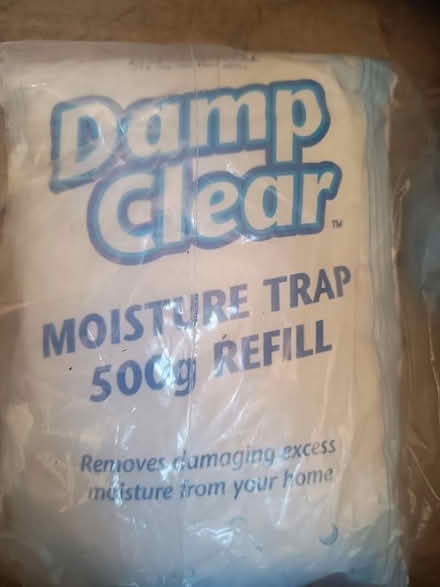 Damp
Clear™
MOISTURE TRAP
500g REFILL
Removes damaging excess
moisture from your home